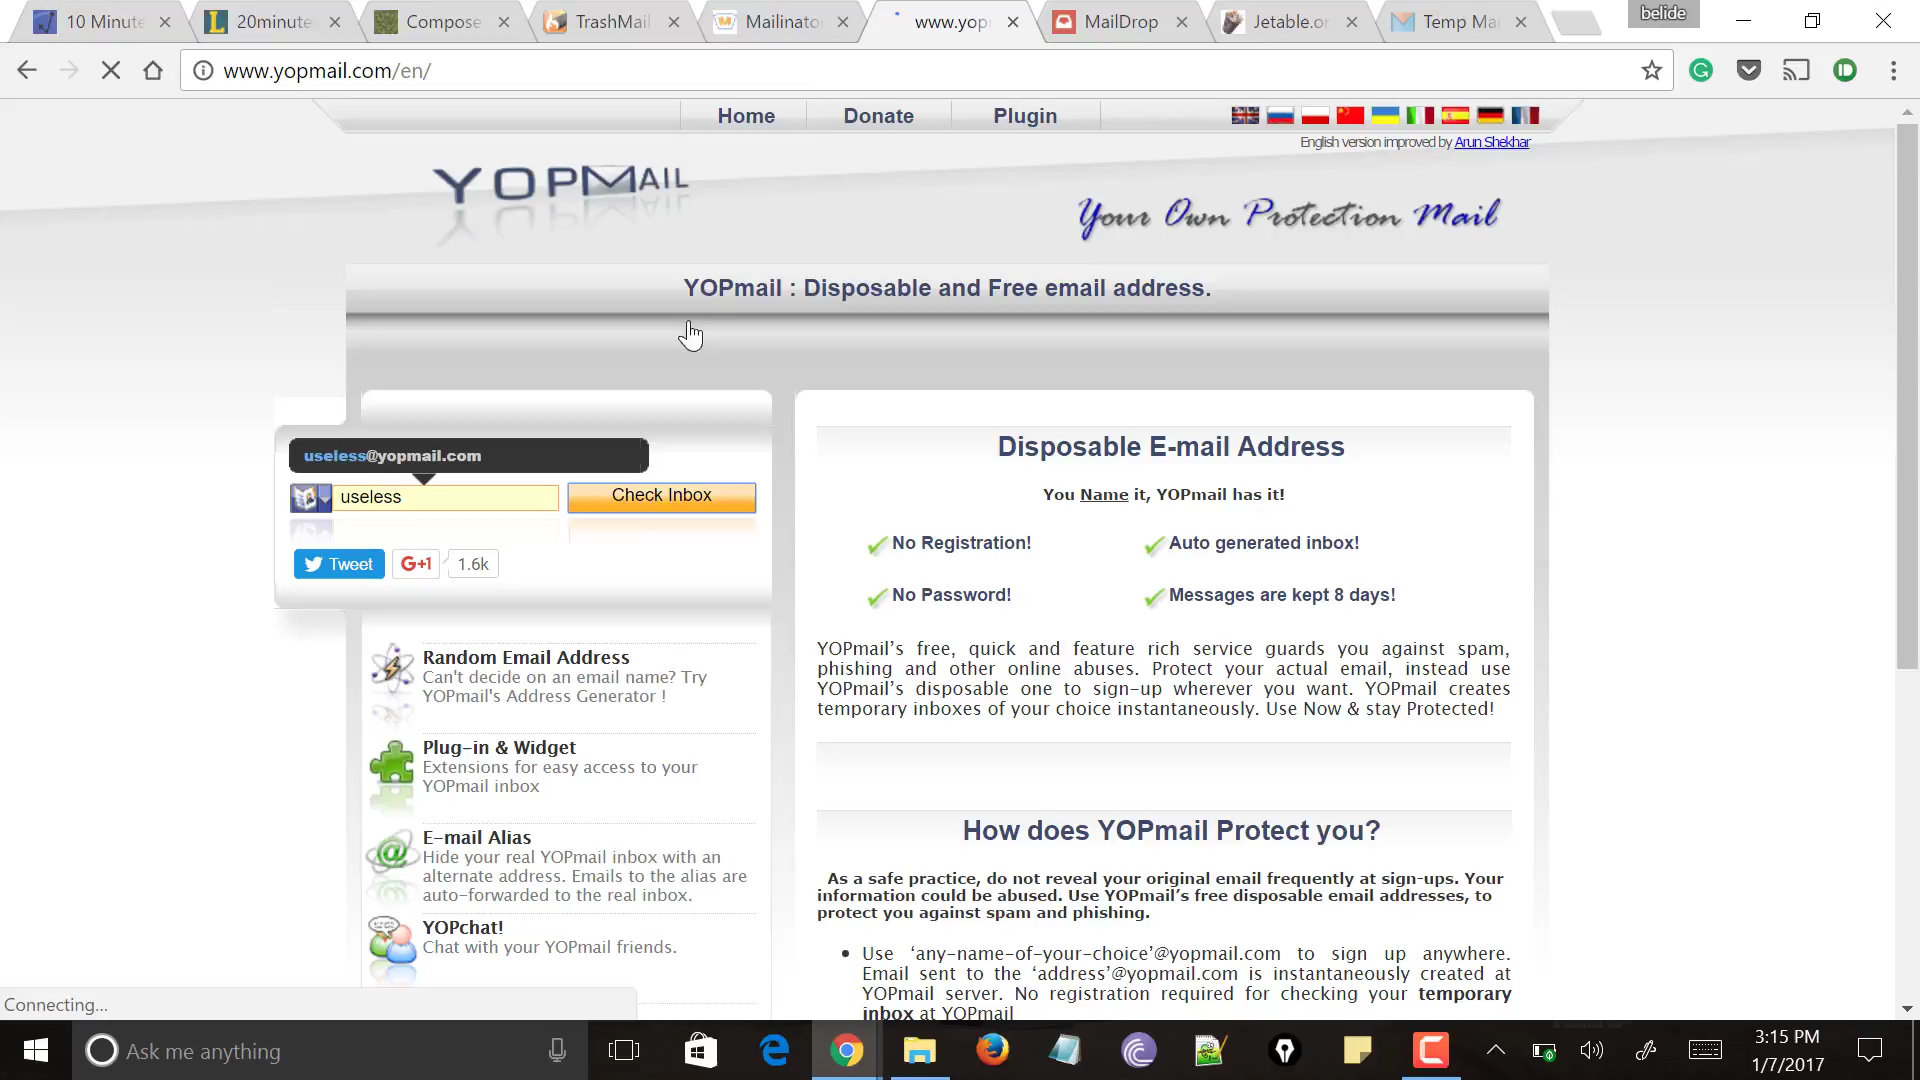 10 Minute
20minute
Compose
TrashMail
Mailinato
www.yop
MailDrop
Jetable.o
Temp Ma
belide
www.yopmail.com/en/
Home
Donate
Plugin
English version improved by Arun Shekhar
YOPMAIL
Your Own Protection Mail
YOPmail : Disposable and Free email address.
useless@yopmail.com
useless
Check Inbox
Tweet
G+1
1.6k
Random Email Address
Can't decide on an email name? Try
YOPmail's Address Generator !
Plug-in & Widget
Extensions for easy access to your
YOPmail inbox
E-mail Alias
Hide your real YOPmail inbox with an
alternate address. Emails to the alias are
auto-forwarded to the real inbox.
YOPchat!
Chat with your YOPmail friends.
Disposable E-mail Address
You Name it, YOPmail has it!
No Registration!
Auto generated inbox!
No Password!
Messages are kept 8 days!
YOPmail’s free, quick and feature rich service guards you against spam,
phishing and other online abuses. Protect your actual email, instead use
YOPmail’s disposable one to sign-up wherever you want. YOPmail creates
temporary inboxes of your choice instantaneously. Use Now & stay Protected!
How does YOPmail Protect you?
As a safe practice, do not reveal your original email frequently at sign-ups. Your
information could be abused. Use YOPmail’s free disposable email addresses, to
protect you against spam and phishing.
• Use ‘any-name-of-your-choice’@yopmail.com to sign up anywhere.
Email sent to the ‘address’@yopmail.com is instantaneously created at
YOPmail server. No registration required for checking your temporary
inbox at YOPmail
Connecting...
Ask me anything
3:15 PM
1/7/2017